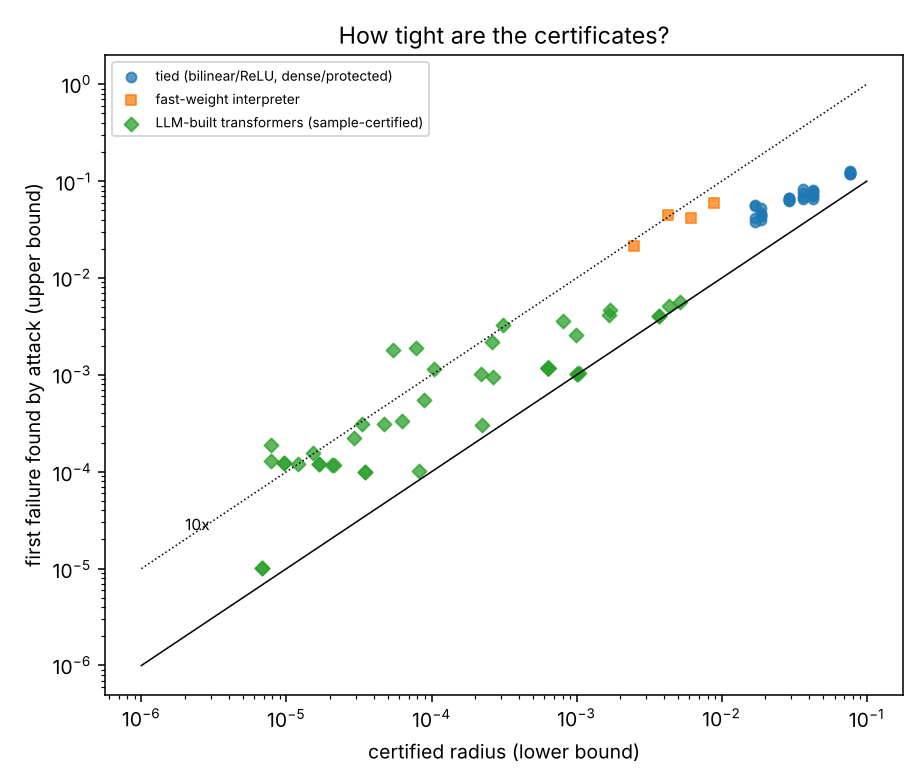 How tight are the certificates?
tied (bilinear/ReLU, dense/protected)
fast-weight interpreter
LLM-built transformers (sample-certified)
first failure found by attack (upper bound)
10⁰
10⁻¹
10⁻²
10⁻³
10⁻⁴
10⁻⁵
10⁻⁶
10x
10⁻⁶ 10⁻⁵ 10⁻⁴ 10⁻³ 10⁻² 10⁻¹
certified radius (lower bound)